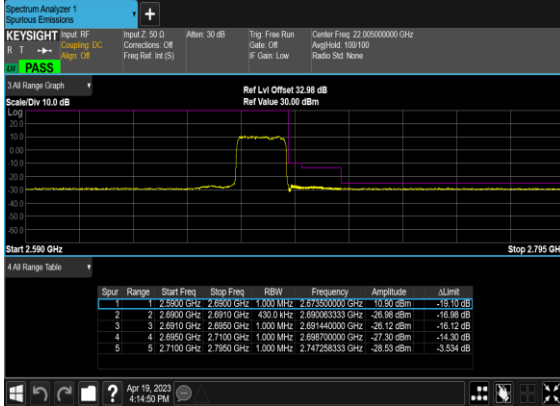 Spectrum Analyzer 1
Spurious Emissions
+
KEYSIGHT Input: RF Input Z: 50 Ω Atten: 30 dB Trig: Free Run Center Freq: 22.005000000 GHz
R T Coupling: DC Corrections: Off Gate: Off Avg|Hold: 100/100
Align: Off Freq Ref: Int (S) IF Gain: Low Radio Std: None
PASS
3 All Range Graph
Ref Lvl Offset 32.98 dB
Scale/Div 10.0 dB Ref Value 30.00 dBm
Log
20.0
10.0
0.00
-10.0
-20.0
-30.0
-40.0
-50.0
-60.0
Start 2.590 GHz Stop 2.795 GH
4 All Range Table
Spur Range Start Freq Stop Freq RBW Frequency Amplitude ΔLimit
1 1 2.5900 GHz 2.6900 GHz 1.000 MHz 2.673500000 GHz 10.90 dBm -19.10 dB
2 2 2.6900 GHz 2.6910 GHz 430.0 kHz 2.690063333 GHz -26.98 dBm -16.98 dB
3 3 2.6910 GHz 2.6950 GHz 1.000 MHz 2.691440000 GHz -26.12 dBm -16.12 dB
4 4 2.6950 GHz 2.7100 GHz 1.000 MHz 2.698700000 GHz -27.30 dBm -14.30 dB
5 5 2.7100 GHz 2.7950 GHz 1.000 MHz 2.747258333 GHz -28.53 dBm -3.534 dB
? Apr 19, 2023
4:14:50 PM